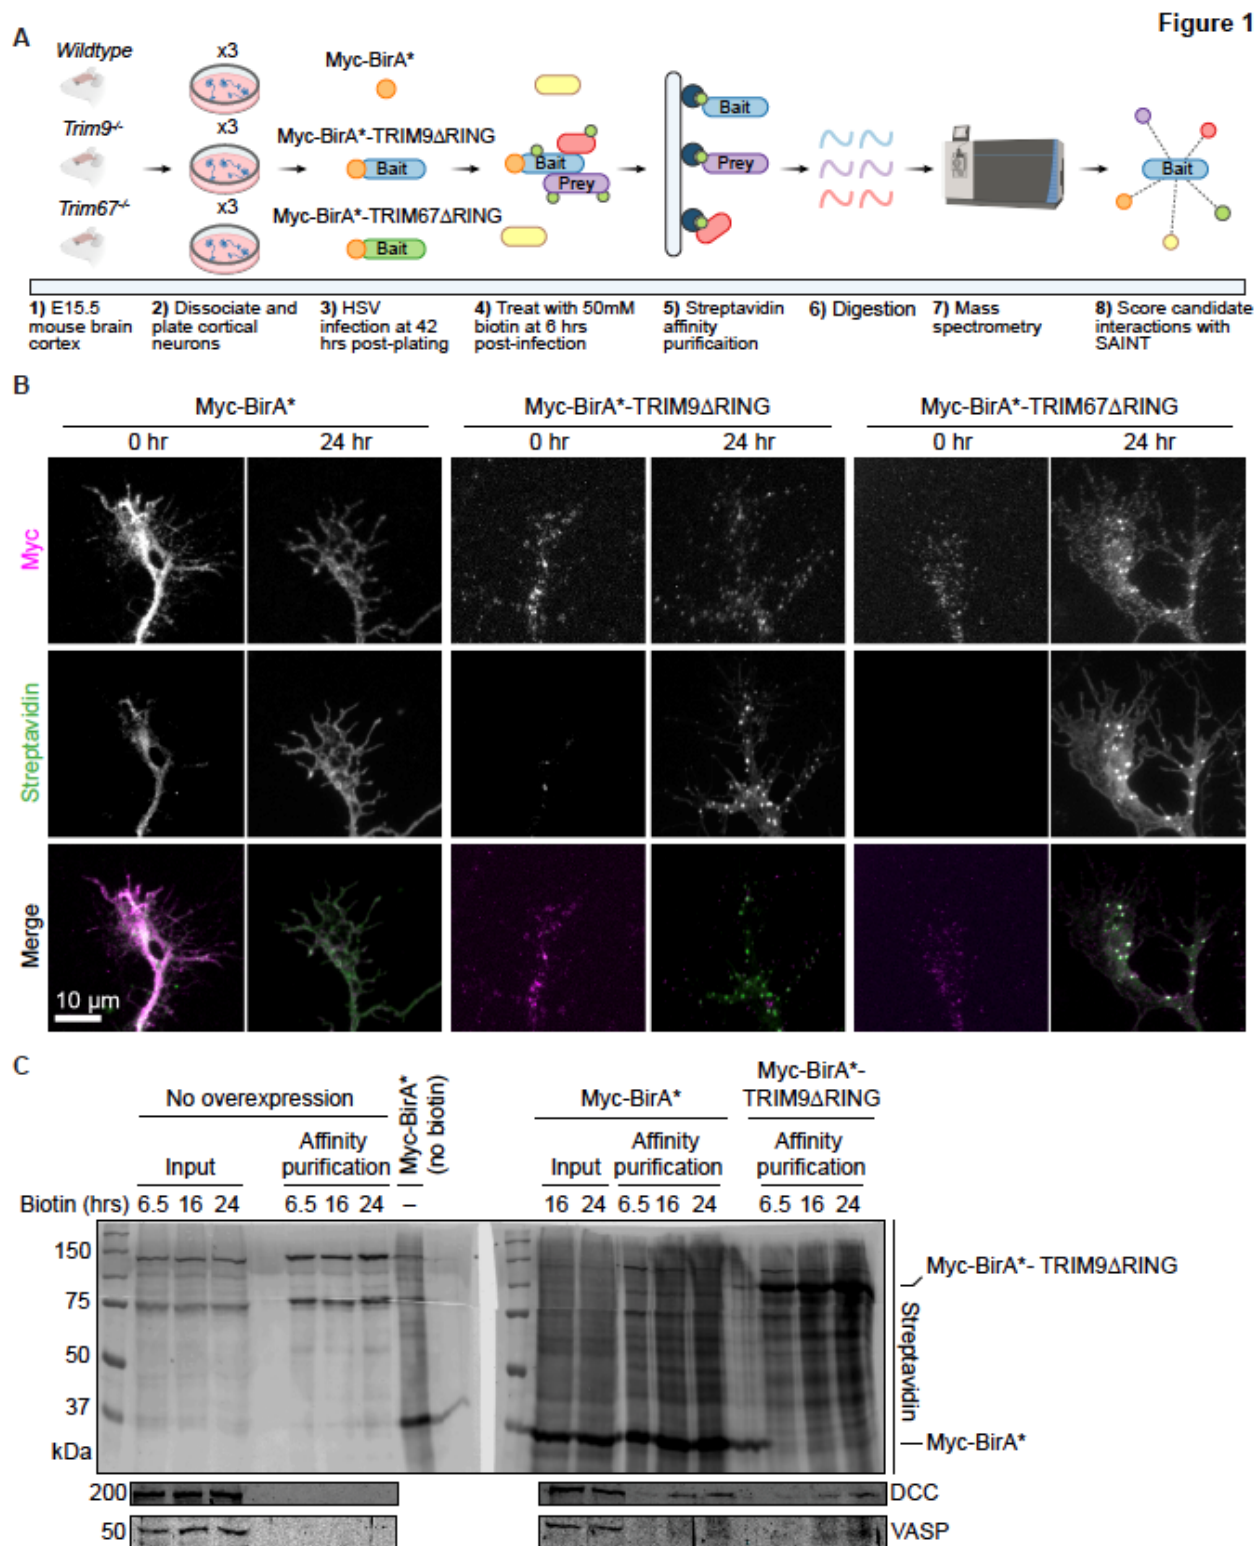 Figure 1
A
Wildtype
x3
Myc-BirA*
Trim9-/-
x3
Myc-BirA*-TRIM9ΔRING
Bait
Bait
Prey
Bait
Prey
Bait
Trim67-/-
x3
Myc-BirA*-TRIM67ΔRING
Bait
1) E15.5
mouse brain
cortex
2) Dissociate and
plate cortical
neurons
3) HSV
infection at 42
hrs post-plating
4) Treat with 50mM
biotin at 6 hrs
post-infection
5) Streptavidin
affinity
purificaition
6) Digestion
7) Mass
spectrometry
8) Score candidate
interactions with
SAINT
B
Myc-BirA*
Myc-BirA*-TRIM9ΔRING
Myc-BirA*-TRIM67ΔRING
0 hr
24 hr
0 hr
24 hr
0 hr
24 hr
Myc
Streptavidin
Merge
10 µm
C
No overexpression
Myc-BirA*
(no biotin)
Myc-BirA*
Myc-BirA*-
TRIM9ΔRING
Input
Affinity
purification
Input
Affinity
purification
Affinity
purification
Biotin (hrs) 6.5 16 24 6.5 16 24 – 16 24 6.5 16 24 6.5 16 24
150
75
50
37
kDa
Myc-BirA*- TRIM9ΔRING
Streptavidin
Myc-BirA*
200
DCC
50
VASP